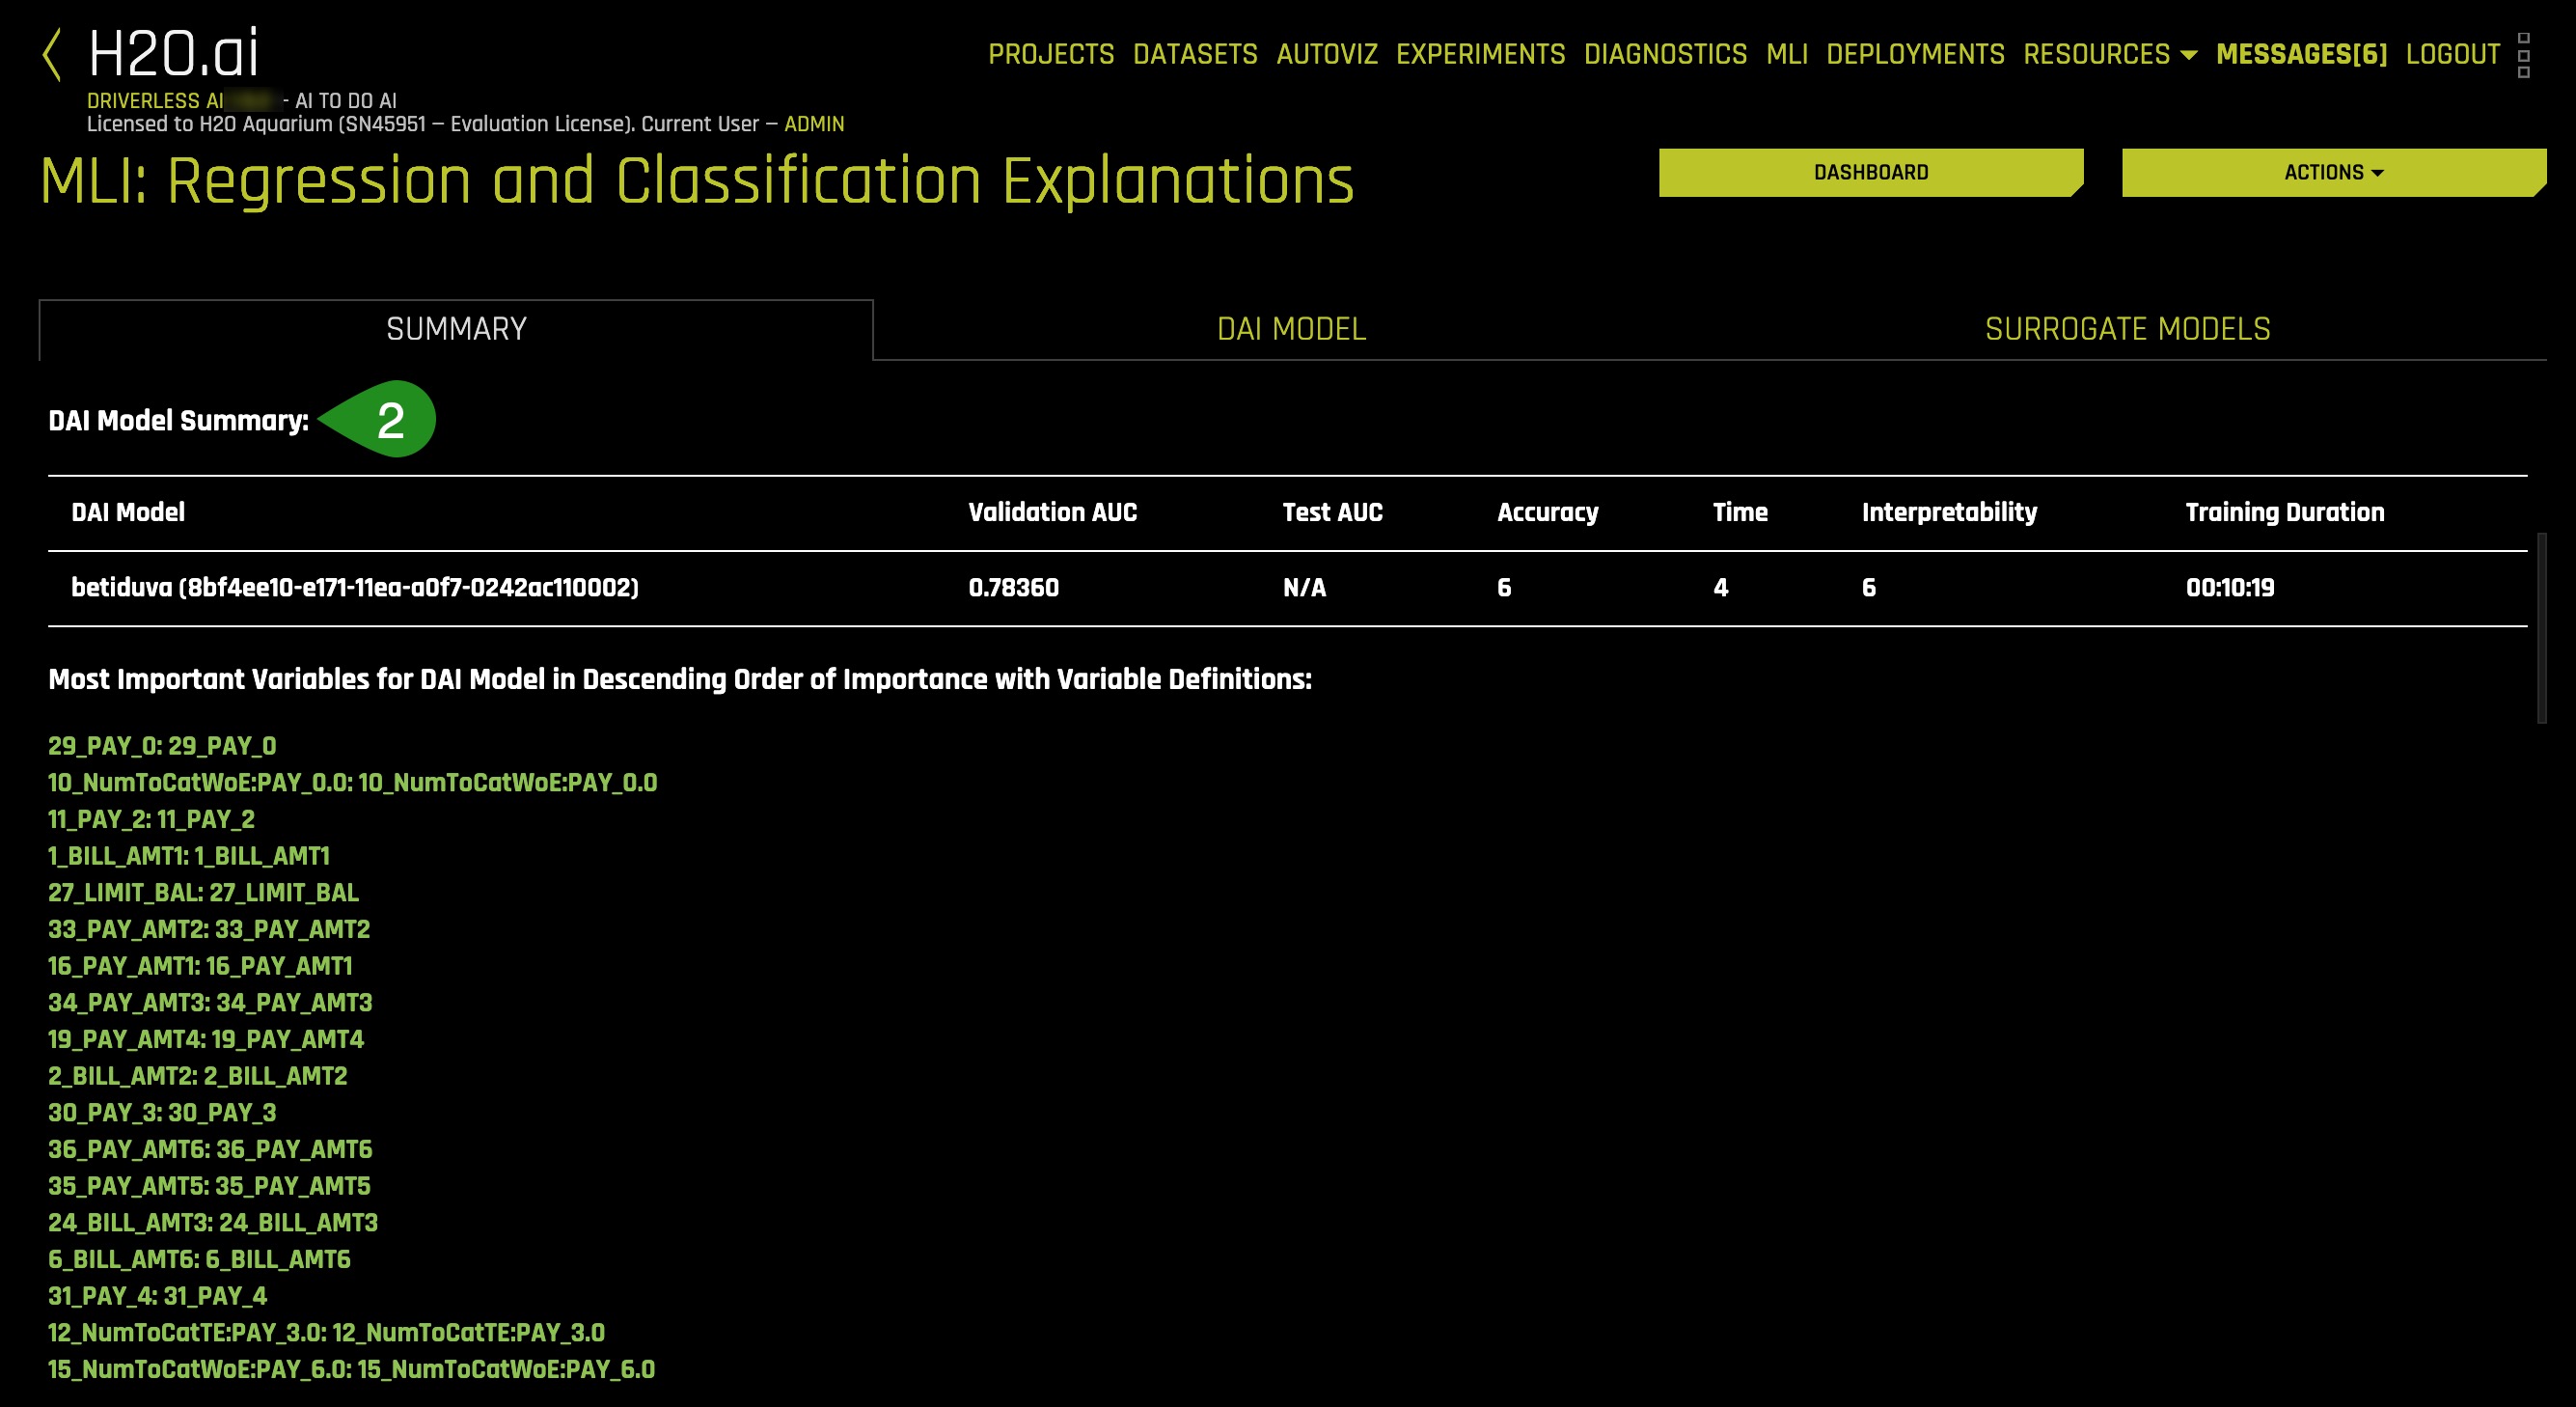 H2O.ai
PROJECTS DATASETS AUTOVIZ EXPERIMENTS DIAGNOSTICS MLI DEPLOYMENTS RESOURCES MESSAGES[6] LOGOUT
DRIVERLESS AI - AI TO DO AI
Licensed to H2O Aquarium (SN45951 — Evaluation License). Current User — ADMIN
MLI: Regression and Classification Explanations
DASHBOARD ACTIONS
SUMMARY DAI MODEL SURROGATE MODELS
DAI Model Summary: 2
DAI Model Validation AUC Test AUC Accuracy Time Interpretability Training Duration
betiduva (8bf4ee10-e171-11ea-a0f7-0242ac110002) 0.78360 N/A 6 4 6 00:10:19
Most Important Variables for DAI Model in Descending Order of Importance with Variable Definitions:
29_PAY_0: 29_PAY_0
10_NumToCatWoE:PAY_0.0: 10_NumToCatWoE:PAY_0.0
11_PAY_2: 11_PAY_2
1_BILL_AMT1: 1_BILL_AMT1
27_LIMIT_BAL: 27_LIMIT_BAL
33_PAY_AMT2: 33_PAY_AMT2
16_PAY_AMT1: 16_PAY_AMT1
34_PAY_AMT3: 34_PAY_AMT3
19_PAY_AMT4: 19_PAY_AMT4
2_BILL_AMT2: 2_BILL_AMT2
30_PAY_3: 30_PAY_3
36_PAY_AMT6: 36_PAY_AMT6
35_PAY_AMT5: 35_PAY_AMT5
24_BILL_AMT3: 24_BILL_AMT3
6_BILL_AMT6: 6_BILL_AMT6
31_PAY_4: 31_PAY_4
12_NumToCatTE:PAY_3.0: 12_NumToCatTE:PAY_3.0
15_NumToCatWoE:PAY_6.0: 15_NumToCatWoE:PAY_6.0